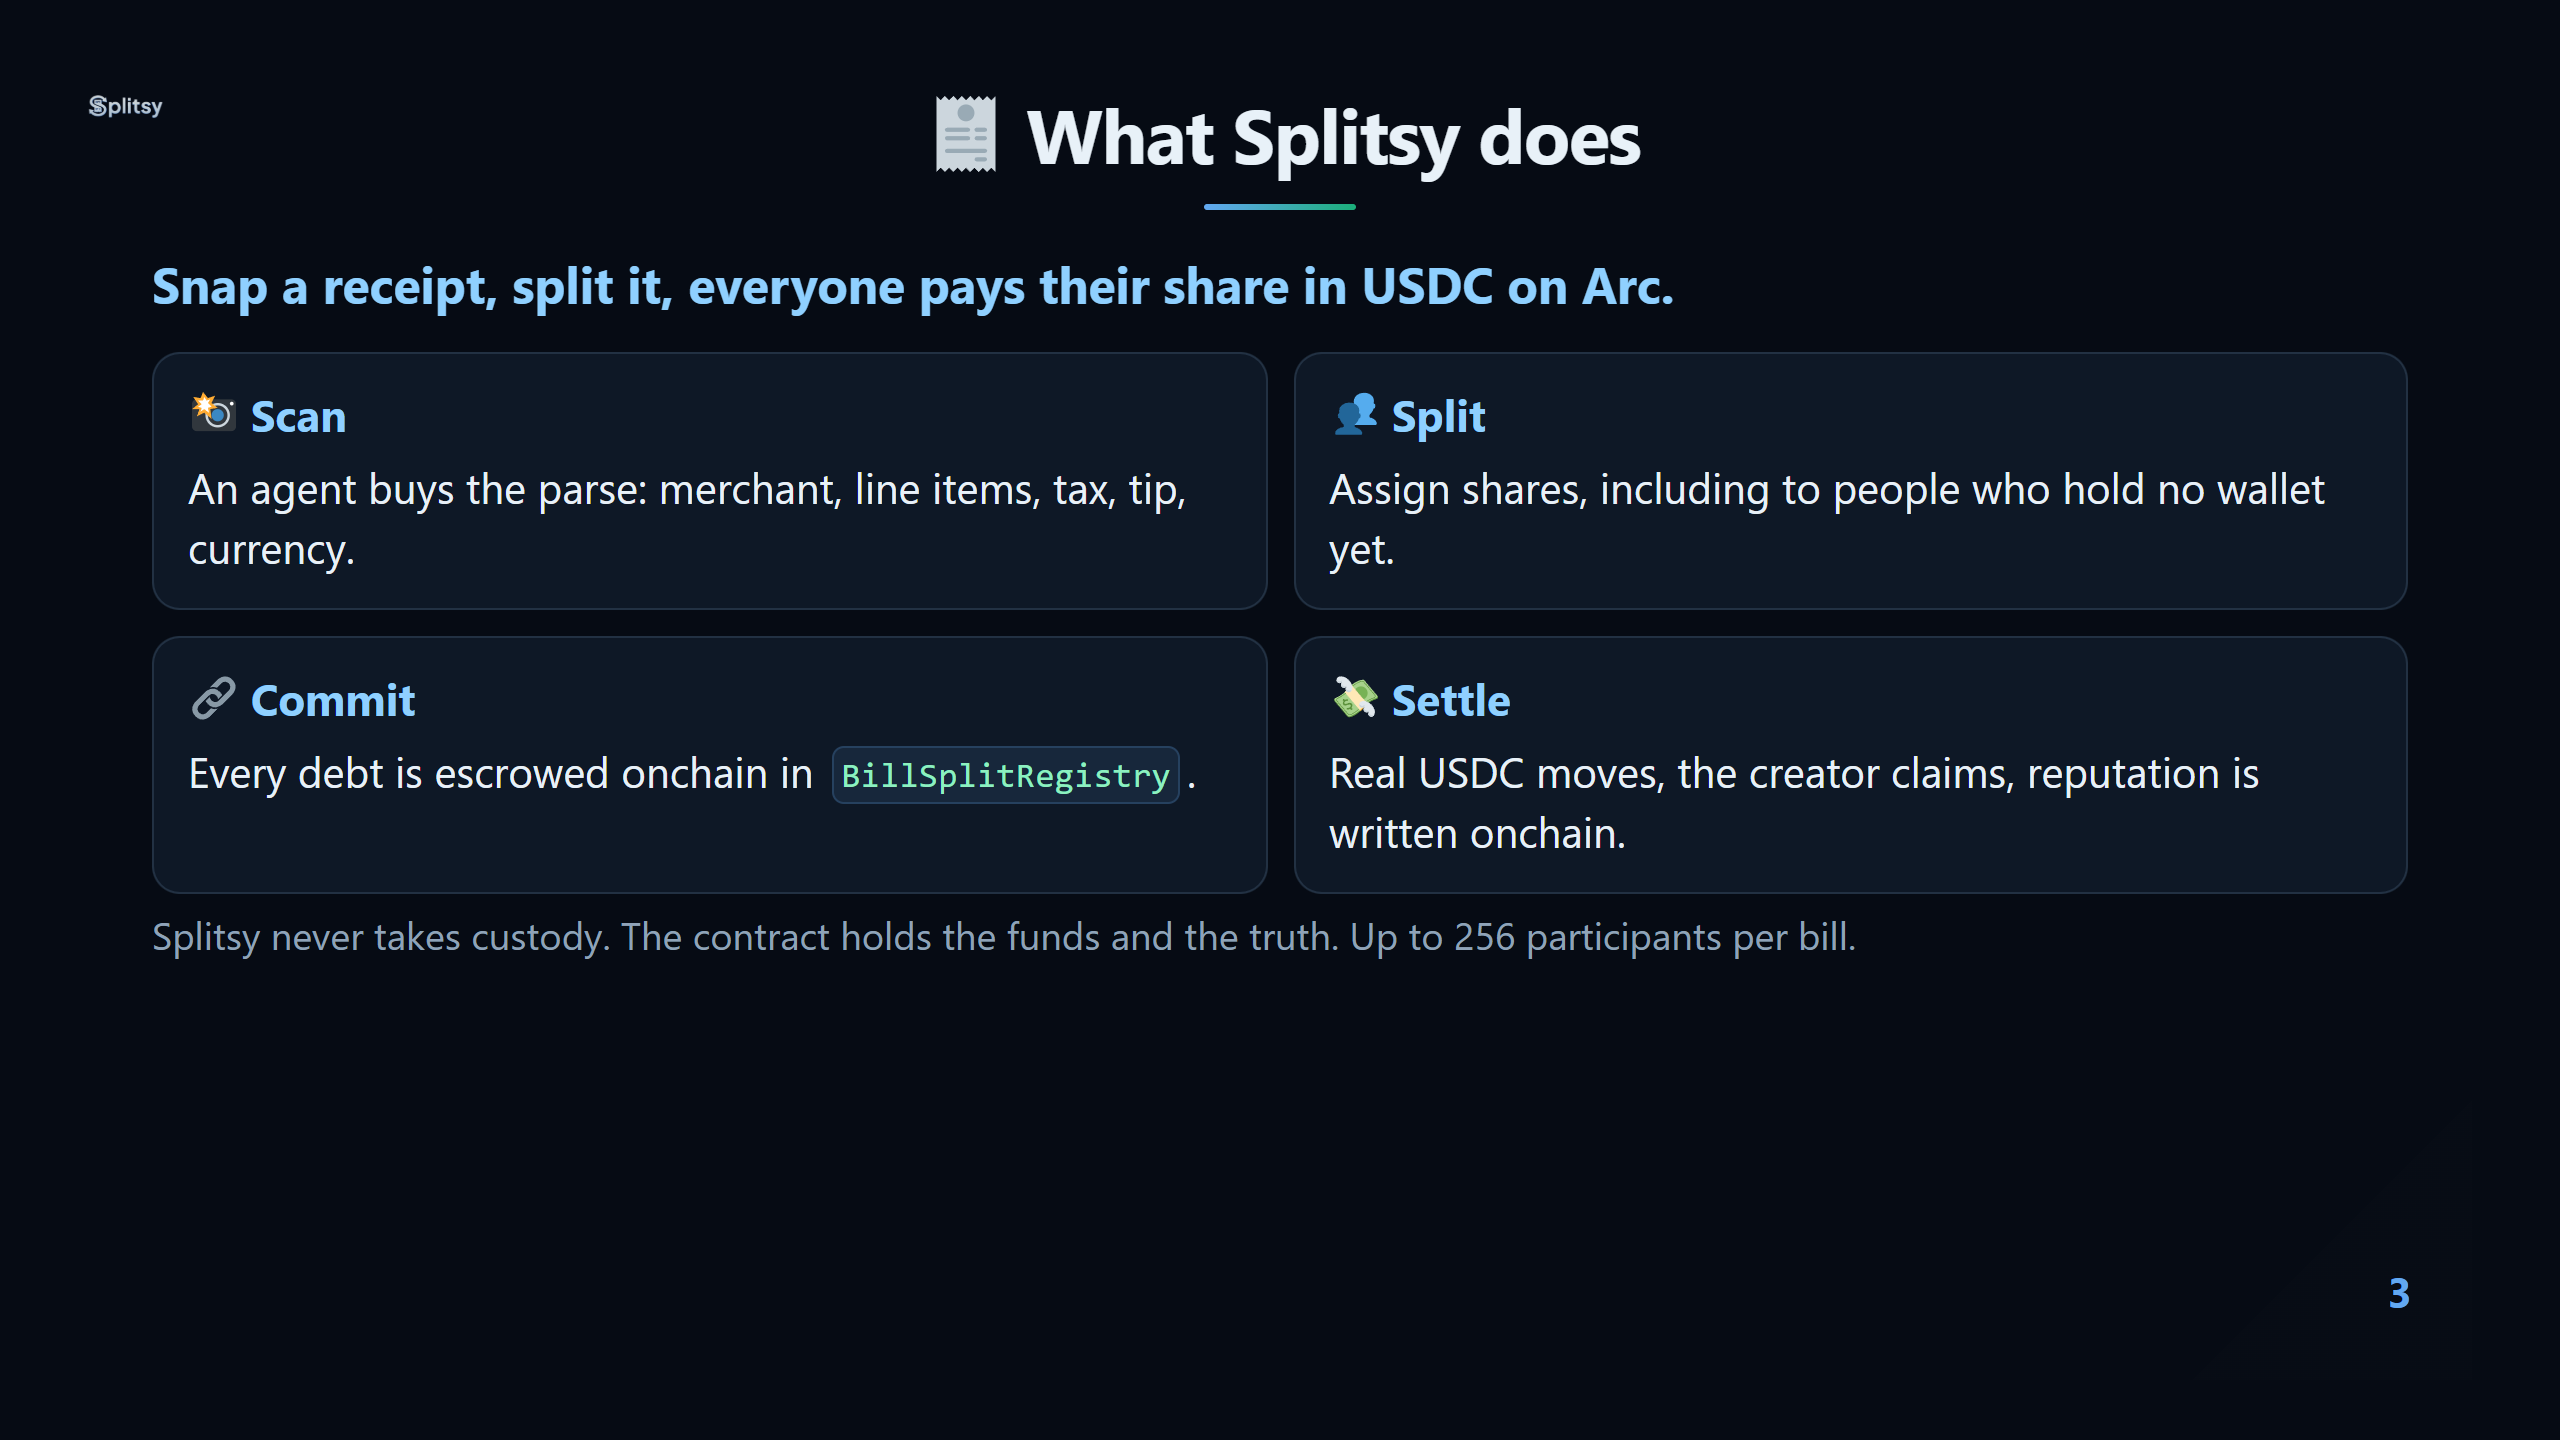 Splitsy
What Splitsy does
Snap a receipt, split it, everyone pays their share in USDC on Arc.
Scan
An agent buys the parse: merchant, line items, tax, tip,
currency.
Split
Assign shares, including to people who hold no wallet
yet.
Commit
Every debt is escrowed onchain in BillSplitRegistry.
Settle
Real USDC moves, the creator claims, reputation is
written onchain.
Splitsy never takes custody. The contract holds the funds and the truth. Up to 256 participants per bill.
3